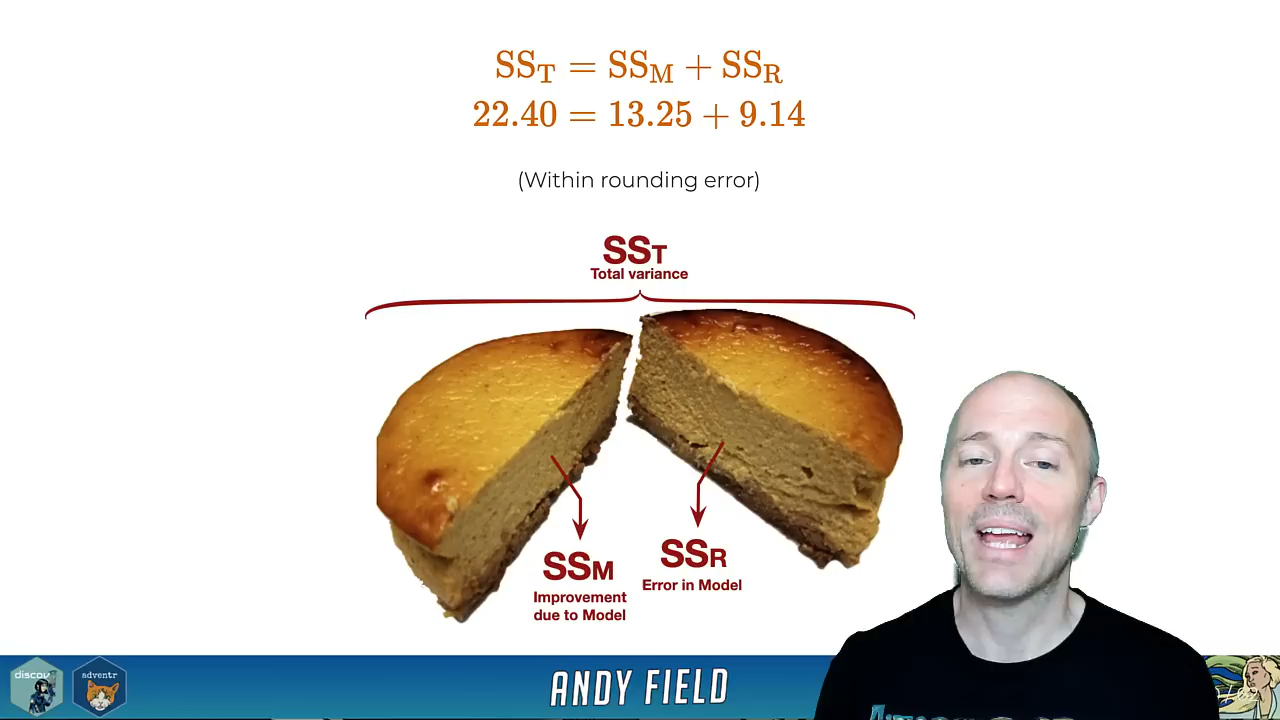 SST = SSM + SSR
22.40 = 13.25 + 9.14
(Within rounding error)
SST
Total variance
SSM
Improvement
due to Model
SSR
Error in Model
discovr
adventr
ANDY FIELD